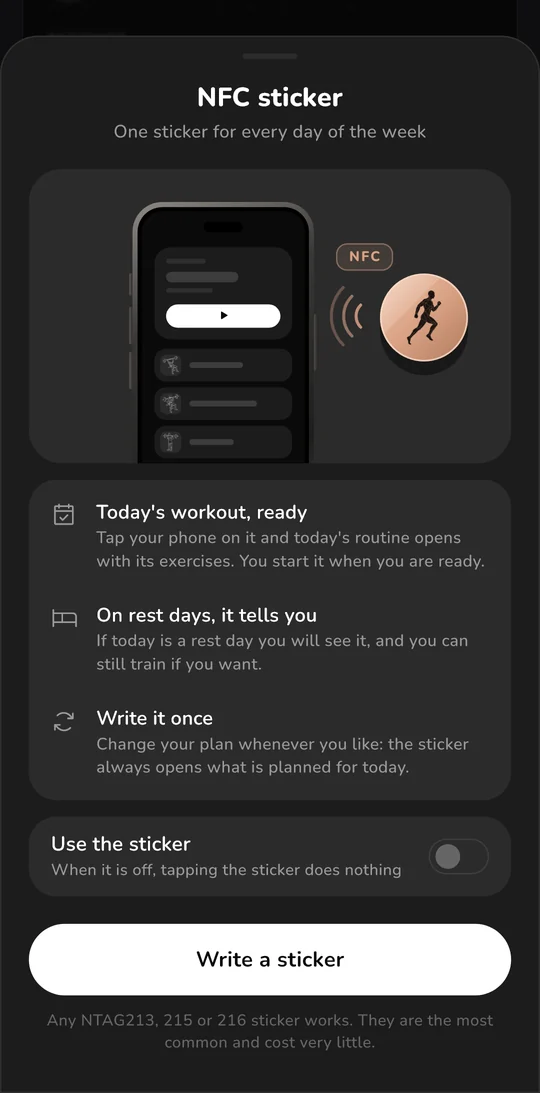 NFC sticker
One sticker for every day of the week
NFC
Today's workout, ready
Tap your phone on it and today's routine opens
with its exercises. You start it when you are ready.
On rest days, it tells you
If today is a rest day you will see it, and you can
still train if you want.
Write it once
Change your plan whenever you like: the sticker
always opens what is planned for today.
Use the sticker
When it is off, tapping the sticker does nothing
Write a sticker
Any NTAG213, 215 or 216 sticker works. They are the most
common and cost very little.